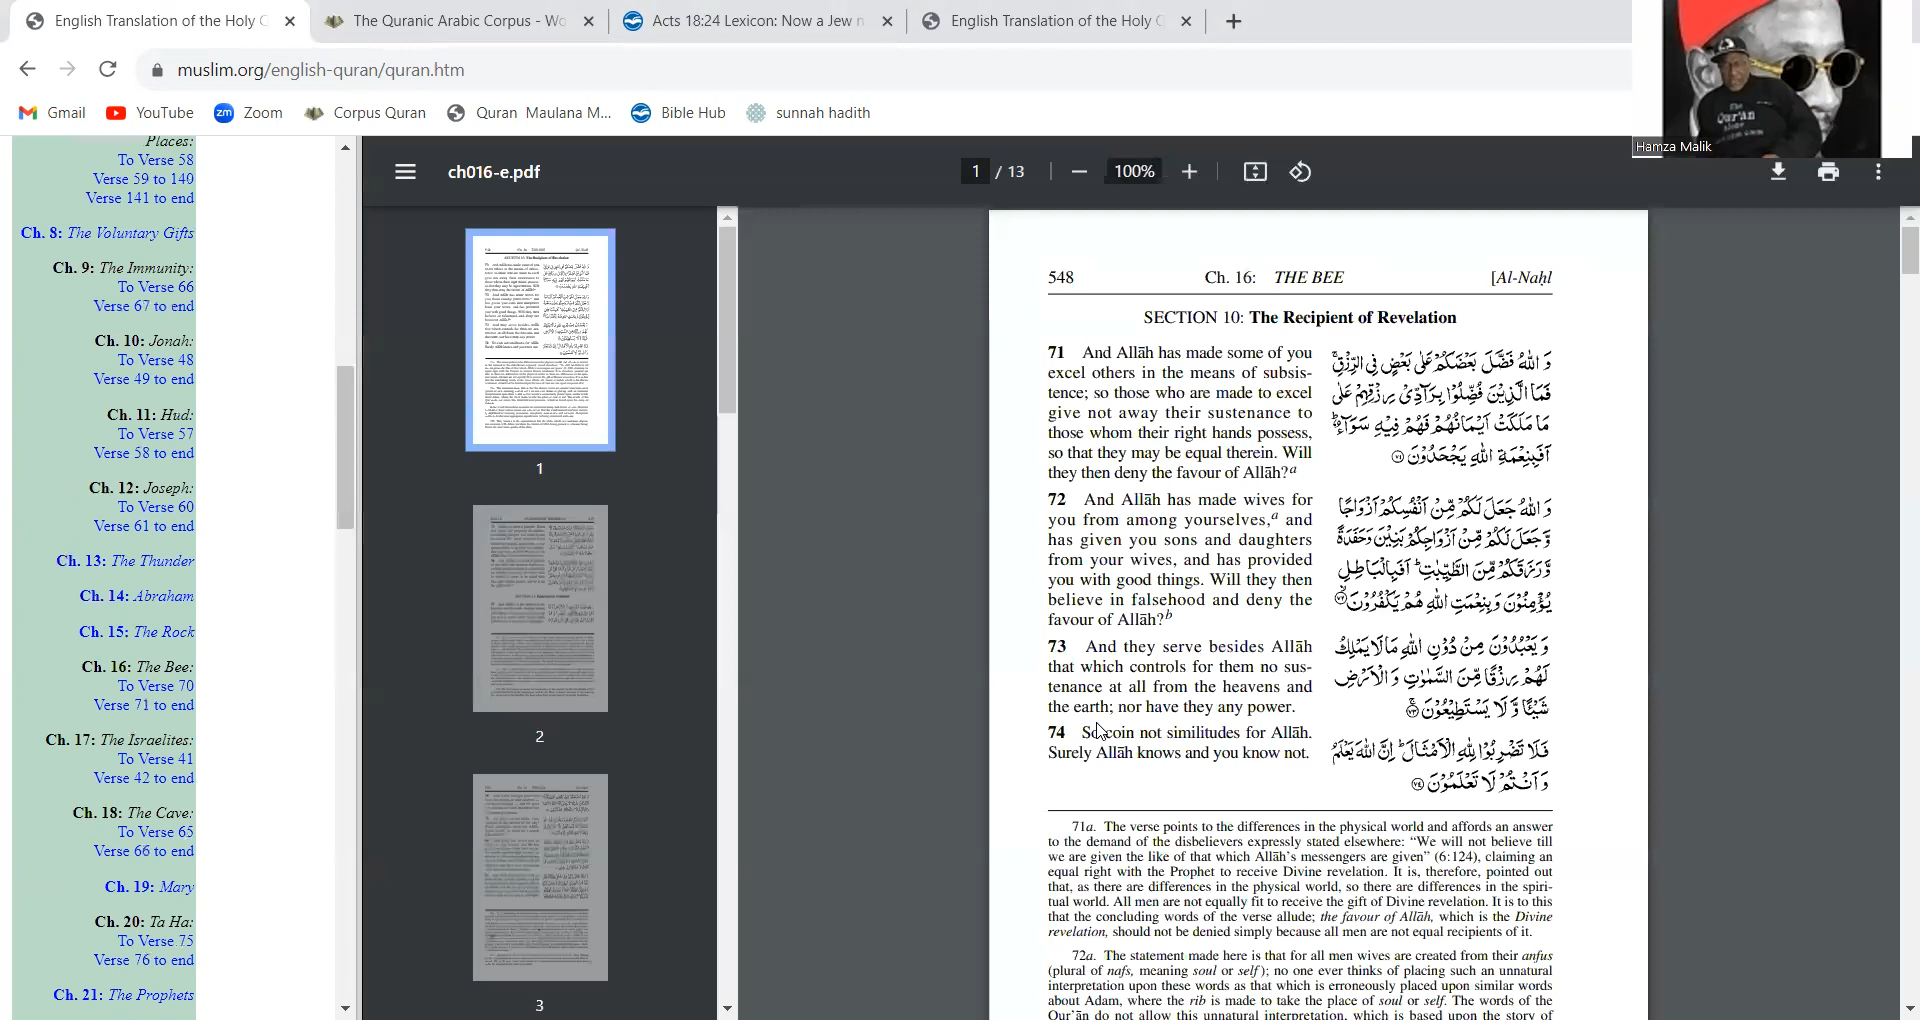 English Translation of the Holy Q
The Quranic Arabic Corpus - Wo
Acts 18:24 Lexicon: Now a Jew n
English Translation of the Holy Q
muslim.org/english-quran/quran.htm
Gmail
YouTube
zm Zoom
Corpus Quran
Quran Maulana M...
Bible Hub
sunnah hadith
The
Qur'an
Hamza Malik
Places:
To Verse 58
Verse 59 to 140
Verse 141 to end
Ch. 8: The Voluntary Gifts
Ch. 9: The Immunity:
To Verse 66
Verse 67 to end
Ch. 10: Jonah:
To Verse 48
Verse 49 to end
Ch. 11: Hud:
To Verse 57
Verse 58 to end
Ch. 12: Joseph:
To Verse 60
Verse 61 to end
Ch. 13: The Thunder
Ch. 14: Abraham
Ch. 15: The Rock
Ch. 16: The Bee:
To Verse 70
Verse 71 to end
Ch. 17: The Israelites:
To Verse 41
Verse 42 to end
Ch. 18: The Cave:
To Verse 65
Verse 66 to end
Ch. 19: Mary
Ch. 20: Ta Ha:
To Verse 75
Verse 76 to end
Ch. 21: The Prophets
ch016-e.pdf
1 / 13
100%
1
2
3
548 Ch. 16: THE BEE [Al-Naḥl
SECTION 10: The Recipient of Revelation
71 And Allāh has made some of you
excel others in the means of subsis-
tence; so those who are made to excel
give not away their sustenance to
those whom their right hands possess,
so that they may be equal therein. Will
they then deny the favour of Allāh?a
وَ اللّٰهُ فَضَّلَ بَعْضَكُمْ عَلٰى بَعْضٍ فِى الرِّزْقِ ۚ
فَمَا الَّذِيْنَ فُضِّلُوْا بِرَآدِّىْ رِزْقِهِمْ عَلٰى
مَا مَلَكَتْ اَيْمَانُهُمْ فَهُمْ فِيْهِ سَوَآءٌ ؕ
اَفَبِنِعْمَةِ اللّٰهِ يَجْحَدُوْنَ ﴿۷۱﴾
72 And Allāh has made wives for
you from among yourselves,a and
has given you sons and daughters
from your wives, and has provided
you with good things. Will they then
believe in falsehood and deny the
favour of Allāh?b
وَ اللّٰهُ جَعَلَ لَكُمْ مِّنْ اَنْفُسِكُمْ اَزْوَاجًا
وَّ جَعَلَ لَكُمْ مِّنْ اَزْوَاجِكُمْ بَنِيْنَ وَحَفَدَةً
وَّ رَزَقَكُمْ مِّنَ الطَّيِّبٰتِ ؕ اَفَبِالْبَاطِلِ
يُؤْمِنُوْنَ وَ بِنِعْمَتِ اللّٰهِ هُمْ يَكْفُرُوْنَ ﴿۷۲﴾
73 And they serve besides Allāh
that which controls for them no sus-
tenance at all from the heavens and
the earth; nor have they any power.
وَ يَعْبُدُوْنَ مِنْ دُوْنِ اللّٰهِ مَا لَا يَمْلِكُ
لَهُمْ رِزْقًا مِّنَ السَّمٰوٰتِ وَ الْاَرْضِ
شَيْئًا وَّ لَا يَسْتَطِيْعُوْنَ ﴿۷۳﴾
74 So coin not similitudes for Allāh.
Surely Allāh knows and you know not.
فَلَا تَضْرِبُوْا لِلّٰهِ الْاَمْثَالَ ؕ اِنَّ اللّٰهَ يَعْلَمُ
وَ اَنْتُمْ لَا تَعْلَمُوْنَ ﴿۷۴﴾
71a. The verse points to the differences in the physical world and affords an answer
to the demand of the disbelievers expressly stated elsewhere: “We will not believe till
we are given the like of that which Allāh’s messengers are given” (6:124), claiming an
equal right with the Prophet to receive Divine revelation. It is, therefore, pointed out
that, as there are differences in the physical world, so there are differences in the spiri-
tual world. All men are not equally fit to receive the gift of Divine revelation. It is to this
that the concluding words of the verse allude; the favour of Allāh, which is the Divine
revelation, should not be denied simply because all men are not equal recipients of it.
72a. The statement made here is that for all men wives are created from their anfus
(plural of nafs, meaning soul or self); no one ever thinks of placing such an unnatural
interpretation upon these words as that which is erroneously placed upon similar words
about Adam, where the rib is made to take the place of soul or self. The words of the
Qur’ān do not allow this unnatural interpretation, which is based upon the story of